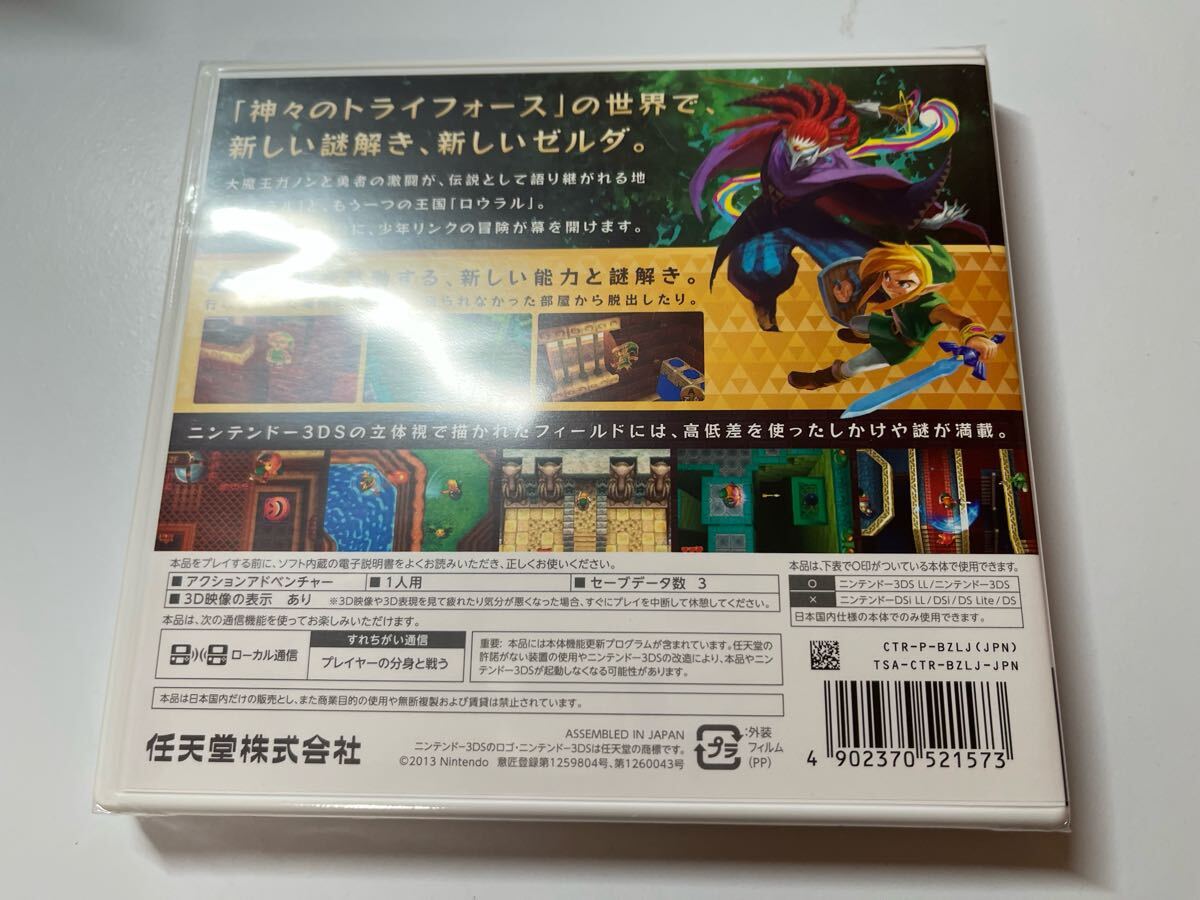 「神々のトライフォース」の世界で、
新しい謎解き、新しいゼルダ。
大魔王ガノンと勇者の激闘が、伝説として語り継がれる地
ル」と、もう一つの王国「ロウラル」。
に、少年リンクの冒険が幕を開けます。
する、新しい能力と謎解き。
行
られなかった部屋から脱出したり。
ニンテンドー3DSの立体視で描かれたフィールドには、高低差を使ったしかけや謎が満載。
本品をプレイする前に、ソフト内蔵の電子説明書をよくお読みいただき、正しくお使いください。
■アクションアドベンチャー ■1人用 ■セーブデータ数 3
■3D映像の表示 あり ※3D映像や3D表現を見て疲れたり気分が悪くなった場合、すぐにプレイを中断して休憩してください。
本品は、次の通信機能を使ってお楽しみいただけます。
ローカル通信
すれちがい通信
プレイヤーの分身と戦う
重要: 本品には本体機能更新プログラムが含まれています。任天堂の
許諾がない装置の使用やニンテンドー3DSの改造により、本品やニン
テンドー3DSが起動しなくなる可能性があります。
本品は、下表で○印がついている本体で使用できます。
○ ニンテンドー3DS LL/ニンテンドー3DS
× ニンテンドーDSi LL/DSi/DS Lite/DS
日本国内仕様の本体でのみ使用できます。
CTR-P-BZLJ(JPN)
TSA-CTR-BZLJ-JPN
本品は日本国内だけの販売とし、また商業目的の使用や無断複製および賃貸は禁止されています。
任天堂株式会社
ASSEMBLED IN JAPAN
ニンテンドー3DSのロゴ・ニンテンドー3DSは任天堂の商標です。
©2013 Nintendo 意匠登録第1259804号、第1260043号
プラ
:外装
フィルム
(PP)
4 902370 521573